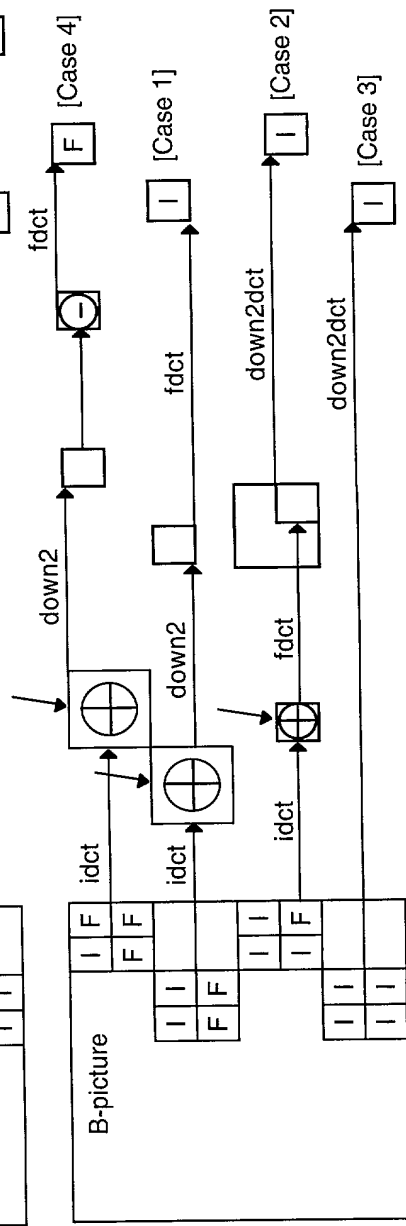 I I
B-picture
I F
F F
idct
down2
−
fdct
F
[Case 4]
I I
F F
idct
down2
fdct
I
[Case 1]
I I
I F
idct
fdct
down2dct
I
[Case 2]
I I
I I
down2dct
I
[Case 3]